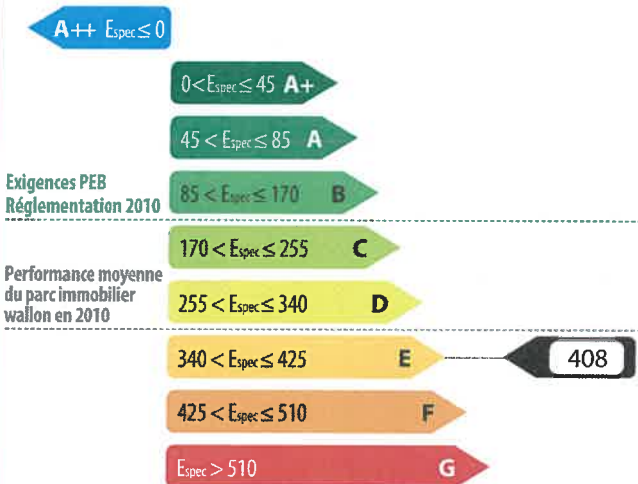 A++ Espec ≤ 0
0 < Espec ≤ 45 A+
45 < Espec ≤ 85 A
Exigences PEB
Réglementation 2010
85 < Espec ≤ 170 B
170 < Espec ≤ 255 C
Performance moyenne
du parc immobilier
wallon en 2010
255 < Espec ≤ 340 D
340 < Espec ≤ 425 E
408
425 < Espec ≤ 510 F
Espec > 510 G